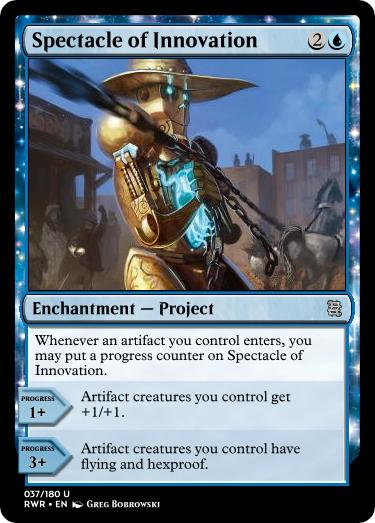 Spectacle of Innovation 2
Enchantment — Project
Whenever an artifact you control enters, you
may put a progress counter on Spectacle of
Innovation.
PROGRESS
1+
Artifact creatures you control get
+1/+1.
PROGRESS
3+
Artifact creatures you control have
flying and hexproof.
037/180 U
RWR • EN Greg Bobrowski